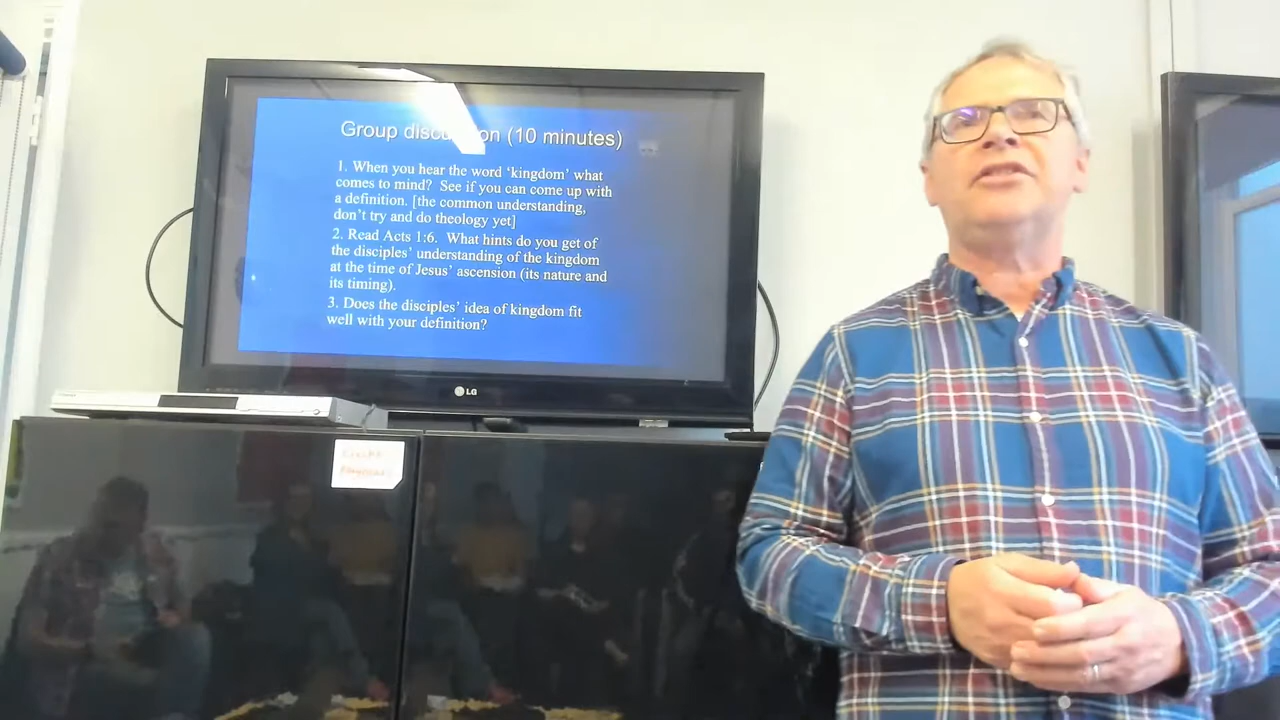 Group discussion (10 minutes)
1. When you hear the word ‘kingdom’ what
comes to mind? See if you can come up with
a definition. [the common understanding,
don’t try and do theology yet]
2. Read Acts 1:6. What hints do you get of
the disciples’ understanding of the kingdom
at the time of Jesus’ ascension (its nature and
its timing).
3. Does the disciples’ idea of kingdom fit
well with your definition?
LG